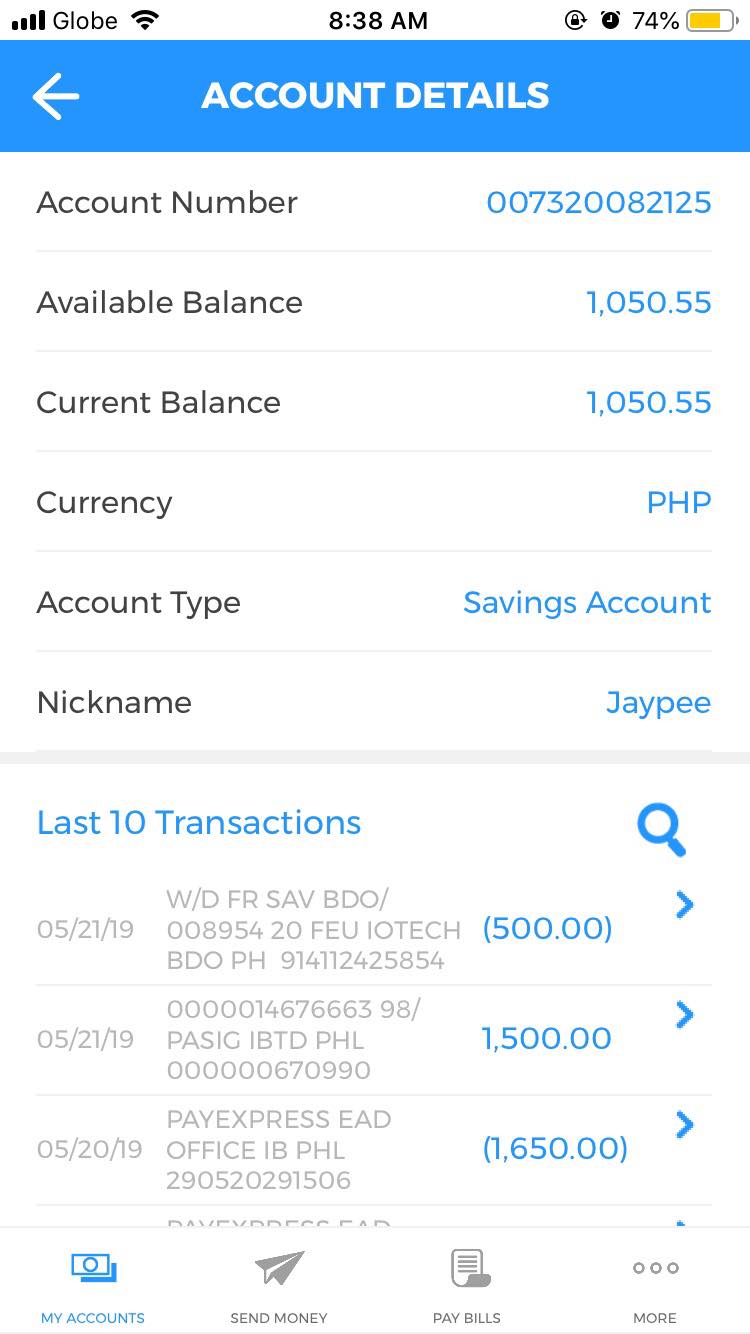 Globe 8:38 AM 74%
ACCOUNT DETAILS
Account Number 007320082125
Available Balance 1,050.55
Current Balance 1,050.55
Currency PHP
Account Type Savings Account
Nickname Jaypee
Last 10 Transactions
W/D FR SAV BDO/
05/21/19 008954 20 FEU IOTECH (500.00)
BDO PH 914112425854
0000014676663 98/
05/21/19 PASIG IBTD PHL 1,500.00
000000670990
PAYEXPRESS EAD
05/20/19 OFFICE IB PHL (1,650.00)
290520291506
PAYEXPRESS EAD
MY ACCOUNTS SEND MONEY PAY BILLS MORE